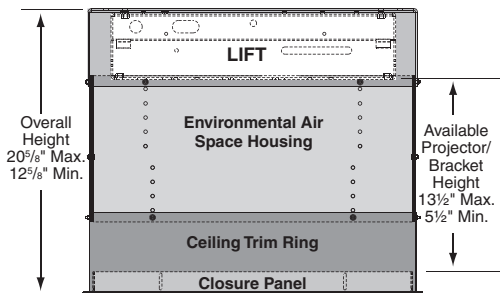 LIFT
Environmental Air
Space Housing
Overall
Height
20⁵/₈" Max.
12⁵/₈" Min.
Available
Projector/
Bracket
Height
13½" Max.
5½" Min.
Ceiling Trim Ring
Closure Panel